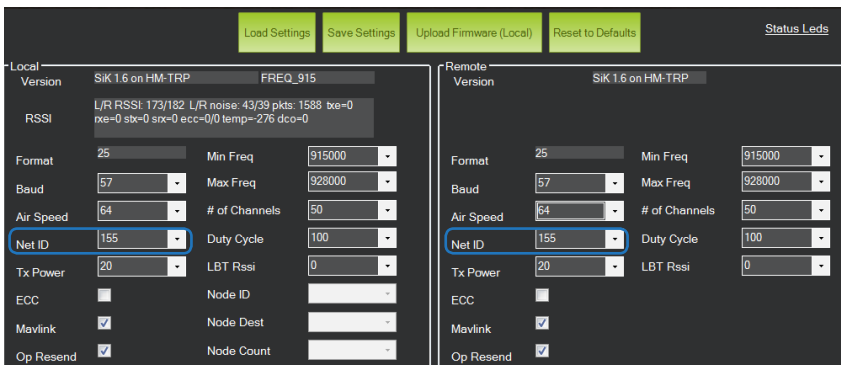 Load Settings Save Settings Upload Firmware (Local) Reset to Defaults Status Leds
Local
Version SiK 1.6 on HM-TRP FREQ_915
RSSI L/R RSSI: 173/182 L/R noise: 43/39 pkts: 1588 txe=0
rxe=0 stx=0 srx=0 ecc=0/0 temp=-276 dco=0
Format 25 Min Freq 915000
Baud 57 Max Freq 928000
Air Speed 64 # of Channels 50
Net ID 155 Duty Cycle 100
Tx Power 20 LBT Rssi 0
ECC Node ID
Mavlink Node Dest
Op Resend Node Count
Remote
Version SiK 1.6 on HM-TRP
Format 25 Min Freq 915000
Baud 57 Max Freq 928000
Air Speed 64 # of Channels 50
Net ID 155 Duty Cycle 100
Tx Power 20 LBT Rssi 0
ECC
Mavlink
Op Resend